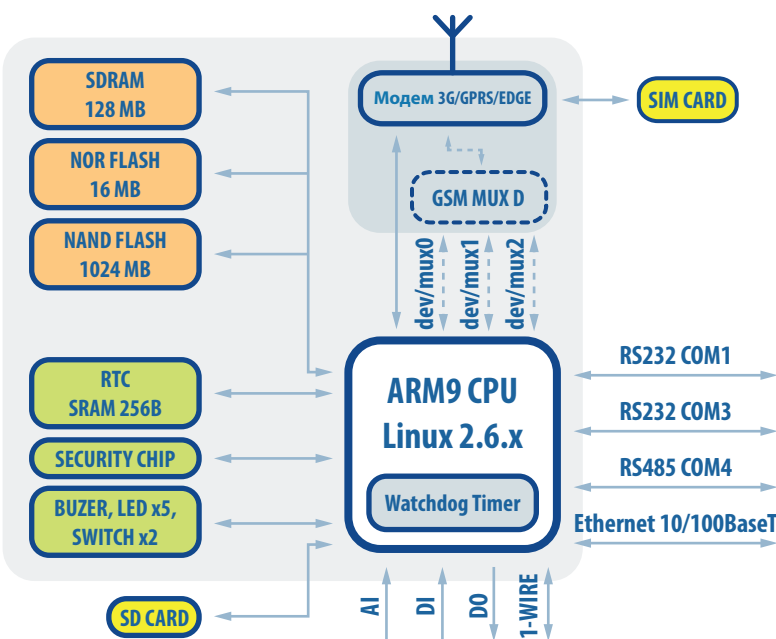 SDRAM
128 MB
NOR FLASH
16 MB
NAND FLASH
1024 MB
Модем 3G/GPRS/EDGE
SIM CARD
GSM MUX D
dev/mux0
dev/mux1
dev/mux2
RTC
SRAM 256B
SECURITY CHIP
BUZER, LED x5,
SWITCH x2
SD CARD
ARM9 CPU
Linux 2.6.x
Watchdog Timer
RS232 COM1
RS232 COM3
RS485 COM4
Ethernet 10/100BaseT
AI
DI
DO
1-WIRE